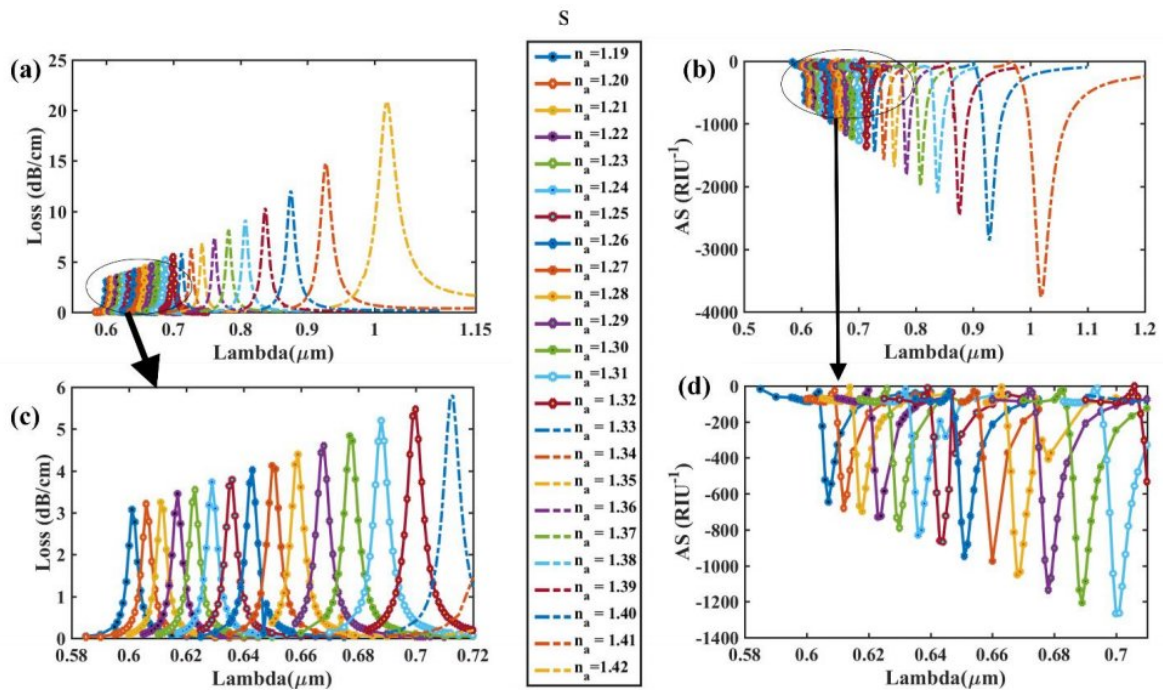 S
(a)
25
20
15
10
5
0
Loss (dB/cm)
0.6 0.7 0.8 0.9 1 1.15
Lambda(μm)
n_a=1.19
n_a=1.20
n_a=1.21
n_a=1.22
n_a=1.23
n_a=1.24
n_a=1.25
n_a=1.26
n_a=1.27
n_a=1.28
n_a=1.29
n_a=1.30
n_a=1.31
n_a = 1.32
n_a = 1.33
n_a = 1.34
n_a = 1.35
n_a = 1.36
n_a = 1.37
n_a = 1.38
n_a = 1.39
n_a = 1.40
n_a = 1.41
n_a = 1.42
(b)
0
-1000
-2000
-3000
-4000
AS (RIU⁻¹)
0.5 0.6 0.7 0.8 0.9 1 1.1 1.2
Lambda(μm)
(c)
6
5
4
3
2
1
0
Loss (dB/cm)
0.58 0.6 0.62 0.64 0.66 0.68 0.7 0.72
Lambda(μm)
(d)
0
-200
-400
-600
-800
-1000
-1200
-1400
AS (RIU⁻¹)
0.58 0.6 0.62 0.64 0.66 0.68 0.7
Lambda(μm)